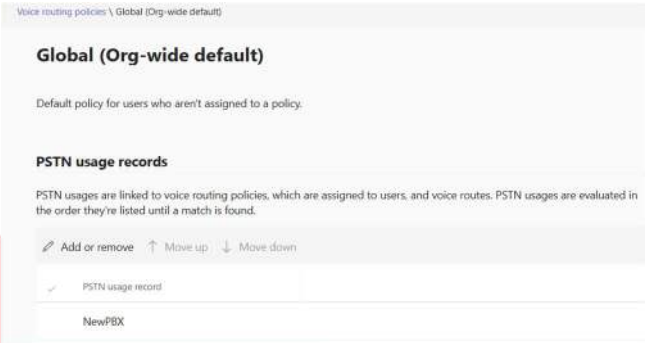 Voice routing policies \ Global (Org-wide default)
Global (Org-wide default)
Default policy for users who aren't assigned to a policy.
PSTN usage records
PSTN usages are linked to voice routing policies, which are assigned to users, and voice routes. PSTN usages are evaluated in
the order they're listed until a match is found.
Add or remove ↑ Move up ↓ Move down
PSTN usage record
NewPBX